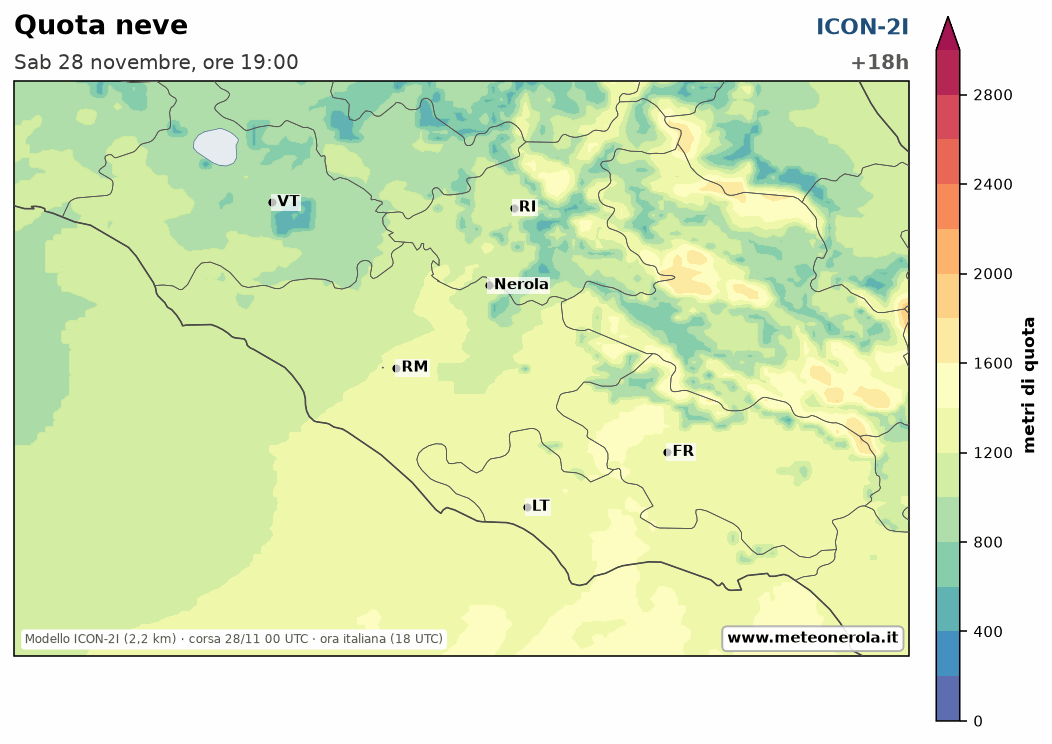 Quota neve
ICON-2I
Sab 28 novembre, ore 19:00
+18h
VT
RI
Nerola
RM
FR
LT
2800
2400
2000
1600
1200
800
400
0
metri di quota
Modello ICON-2I (2,2 km) · corsa 28/11 00 UTC · ora italiana (18 UTC)
www.meteonerola.it